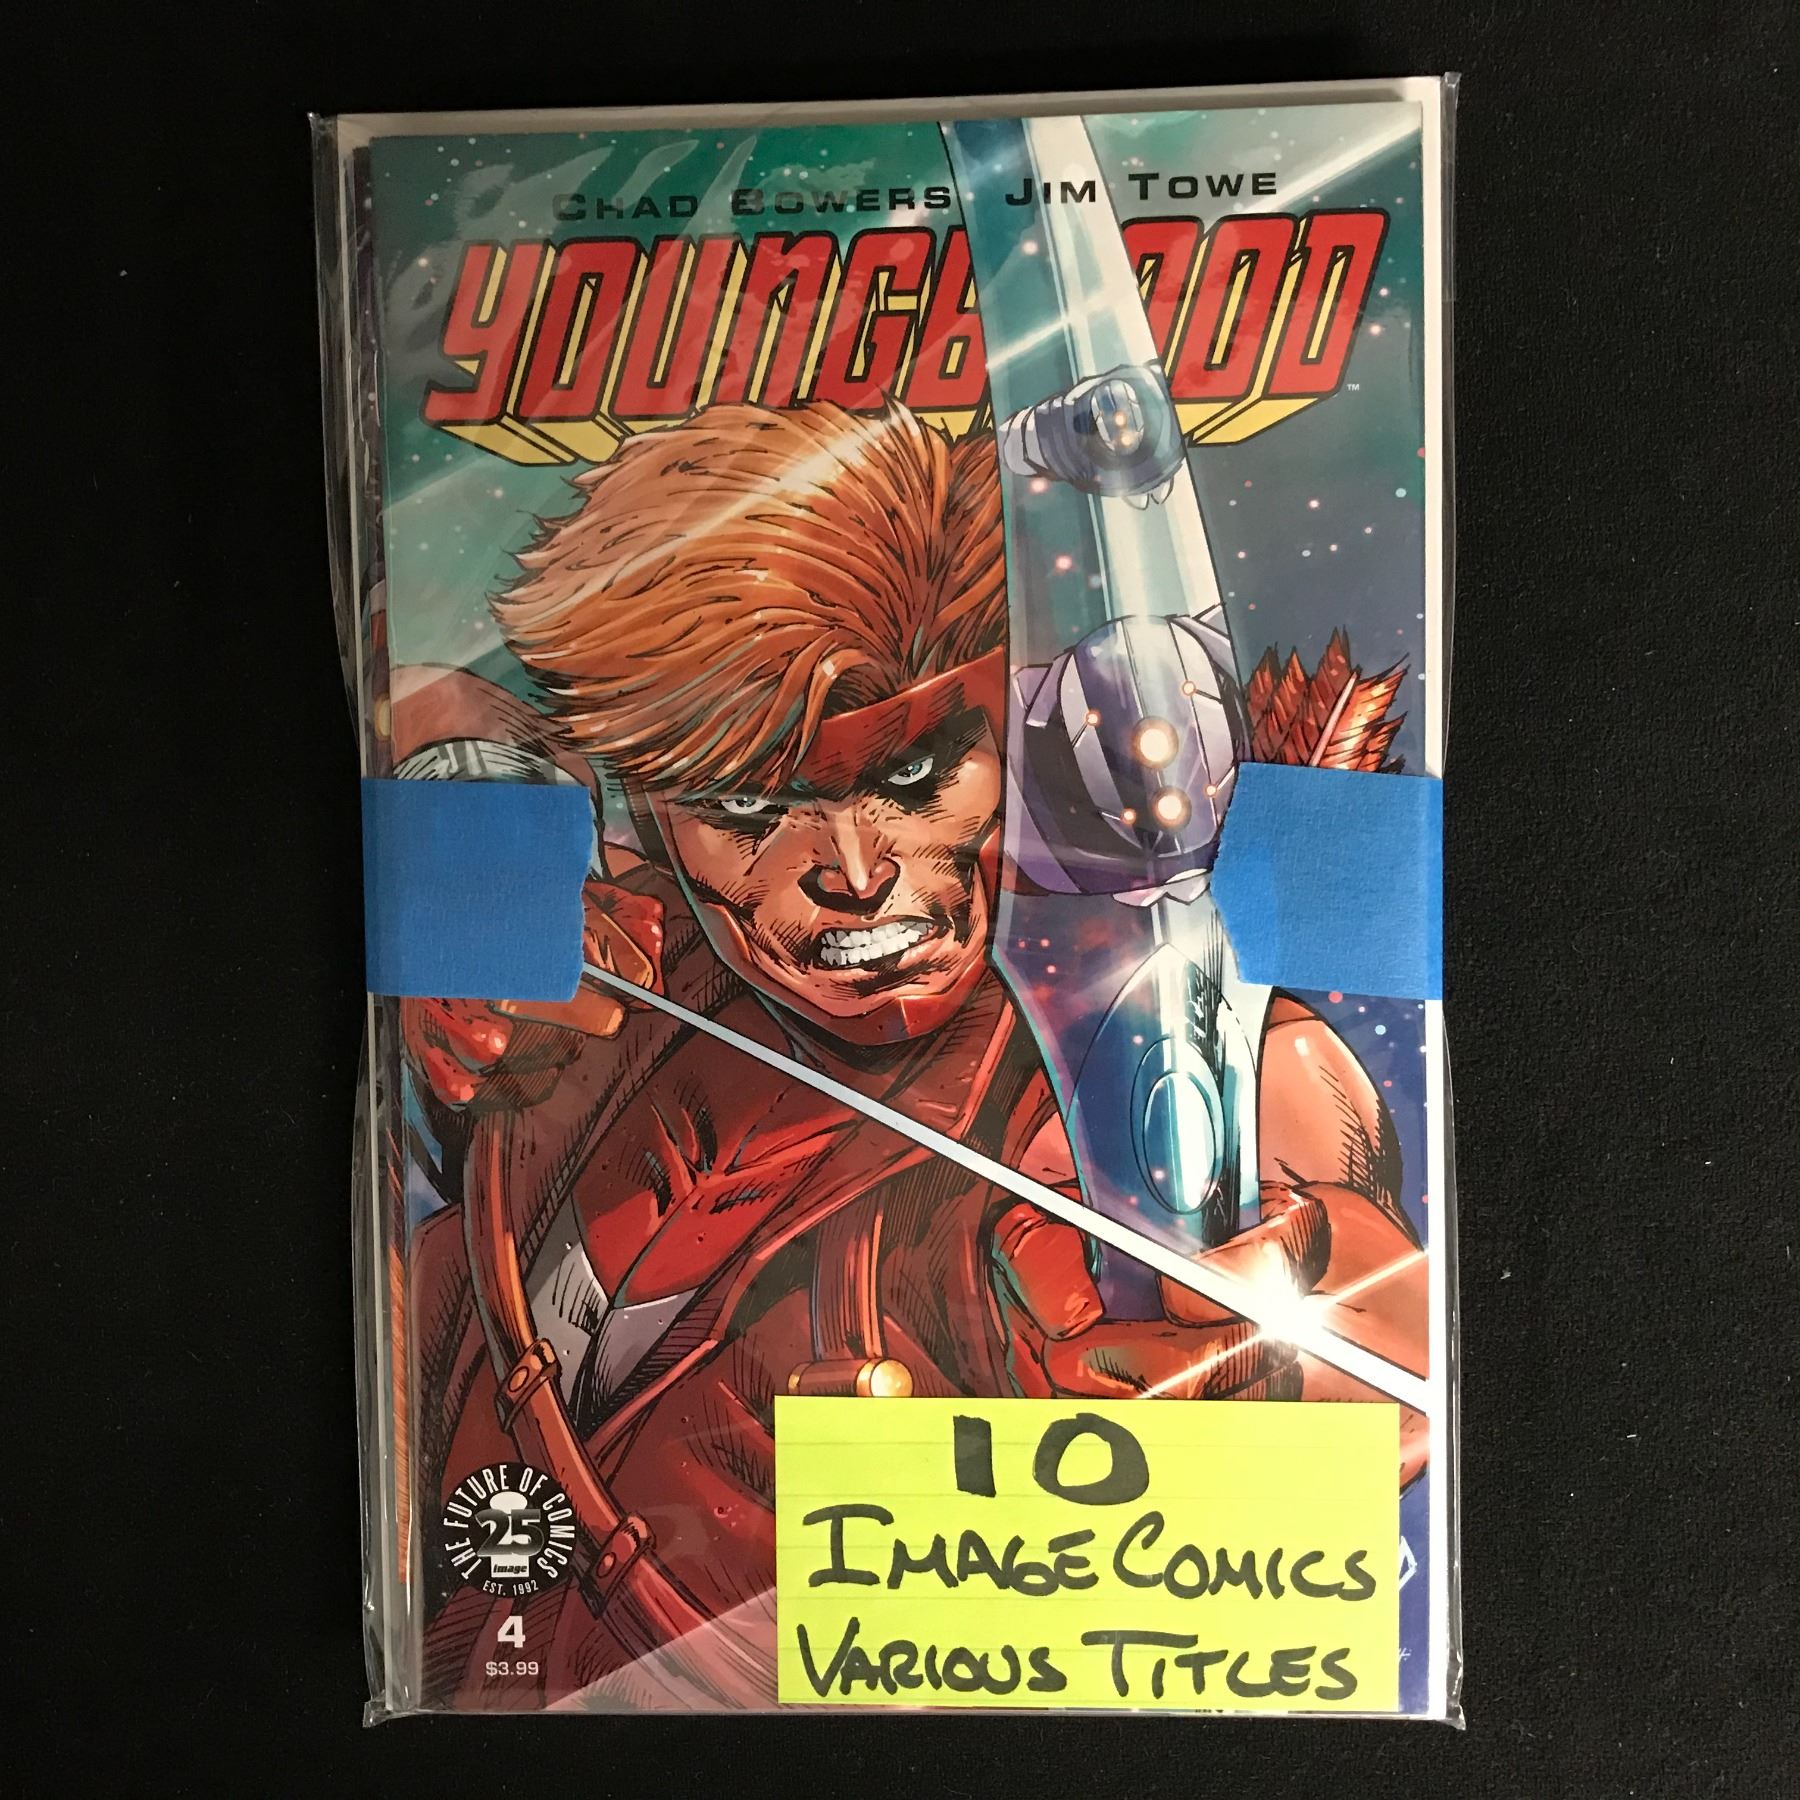 CHAD BOWERS JIM TOWE
YOUNGBLOOD
TM
THE FUTURE OF COMICS
25
image
EST. 1992
4
$3.99
10
IMAGE COMICS
VARIOUS TITLES